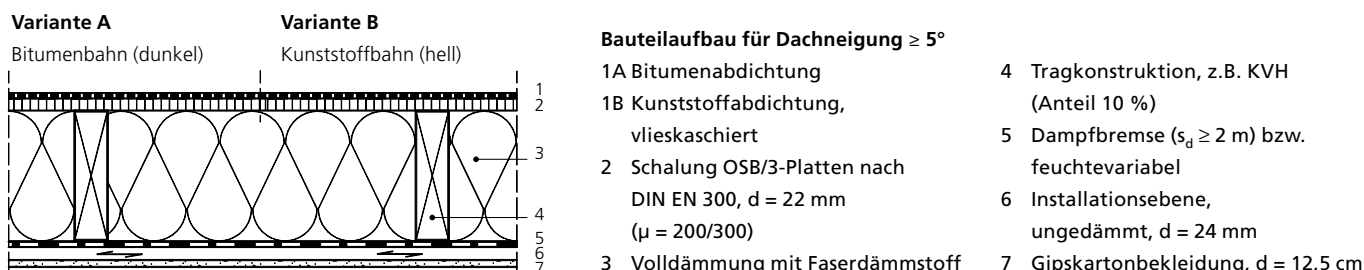 Variante A
Bitumenbahn (dunkel)
Variante B
Kunststoffbahn (hell)
1
2
3
4
5
6
7
Bauteilaufbau für Dachneigung ≥ 5°
1A Bitumenabdichtung
1B Kunststoffabdichtung,
vlieskaschiert
2 Schalung OSB/3-Platten nach
DIN EN 300, d = 22 mm
(μ = 200/300)
3 Volldämmung mit Faserdämmstoff
4 Tragkonstruktion, z.B. KVH
(Anteil 10 %)
5 Dampfbremse (sd ≥ 2 m) bzw.
feuchtevariabel
6 Installationsebene,
ungedämmt, d = 24 mm
7 Gipskartonbekleidung, d = 12,5 cm